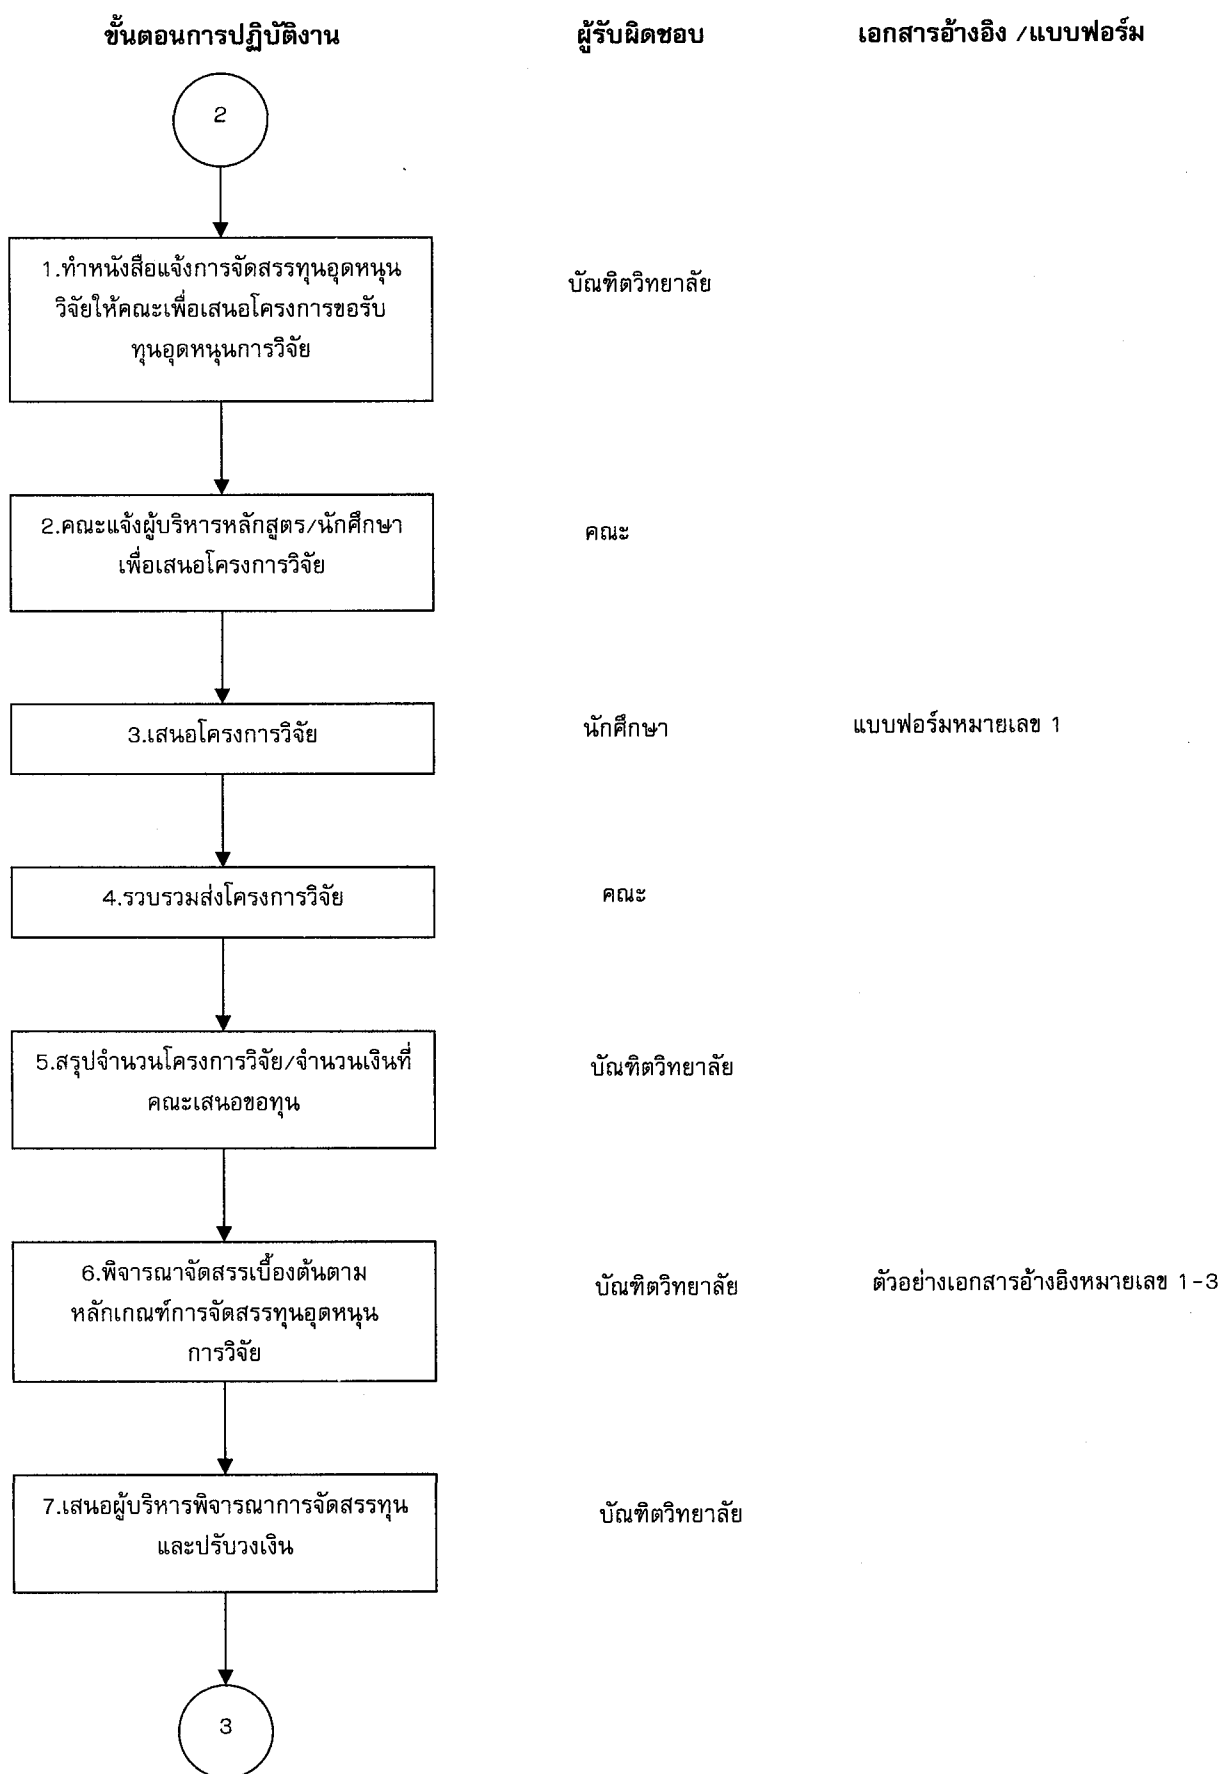 ขั้นตอนการปฏิบัติงาน ผู้รับผิดชอบ เอกสารอ้างอิง /แบบฟอร์ม
2
1.ทำหนังสือแจ้งการจัดสรรทุนอุดหนุน
วิจัยให้คณะเพื่อเสนอโครงการขอรับ
ทุนอุดหนุนการวิจัย
บัณฑิตวิทยาลัย
2.คณะแจ้งผู้บริหารหลักสูตร/นักศึกษา
เพื่อเสนอโครงการวิจัย
คณะ
3.เสนอโครงการวิจัย
นักศึกษา
แบบฟอร์มหมายเลข 1
4.รวบรวมส่งโครงการวิจัย
คณะ
5.สรุปจำนวนโครงการวิจัย/จำนวนเงินที่
คณะเสนอขอทุน
บัณฑิตวิทยาลัย
6.พิจารณาจัดสรรเบื้องต้นตาม
หลักเกณฑ์การจัดสรรทุนอุดหนุน
การวิจัย
บัณฑิตวิทยาลัย
ตัวอย่างเอกสารอ้างอิงหมายเลข 1-3
7.เสนอผู้บริหารพิจารณาการจัดสรรทุน
และปรับวงเงิน
บัณฑิตวิทยาลัย
3